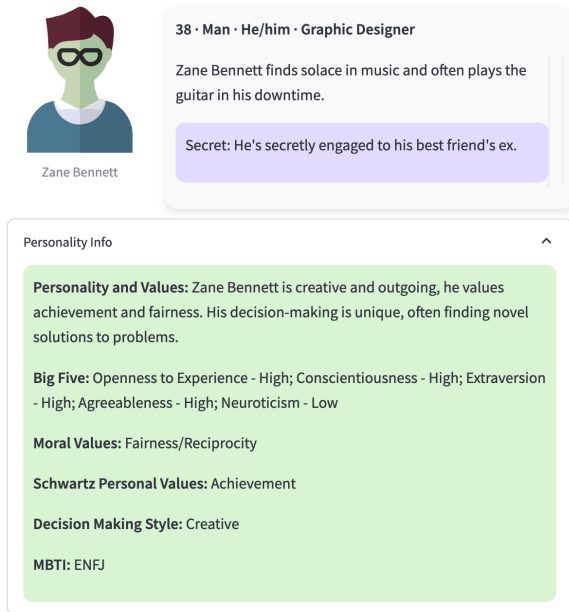 38 · Man · He/him · Graphic Designer
Zane Bennett finds solace in music and often plays the
guitar in his downtime.
Secret: He's secretly engaged to his best friend's ex.
Zane Bennett
Personality Info
Personality and Values: Zane Bennett is creative and outgoing, he values
achievement and fairness. His decision-making is unique, often finding novel
solutions to problems.
Big Five: Openness to Experience - High; Conscientiousness - High; Extraversion
- High; Agreeableness - High; Neuroticism - Low
Moral Values: Fairness/Reciprocity
Schwartz Personal Values: Achievement
Decision Making Style: Creative
MBTI: ENFJ